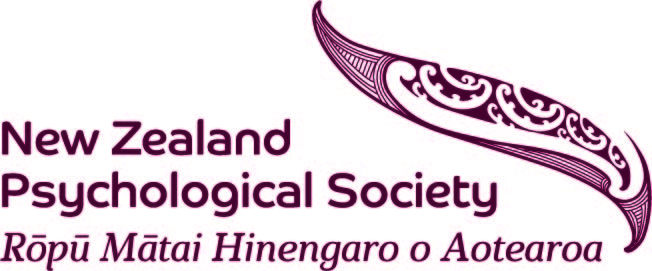 New Zealand
Psychological Society
Rōpū Mātai Hinengaro o Aotearoa